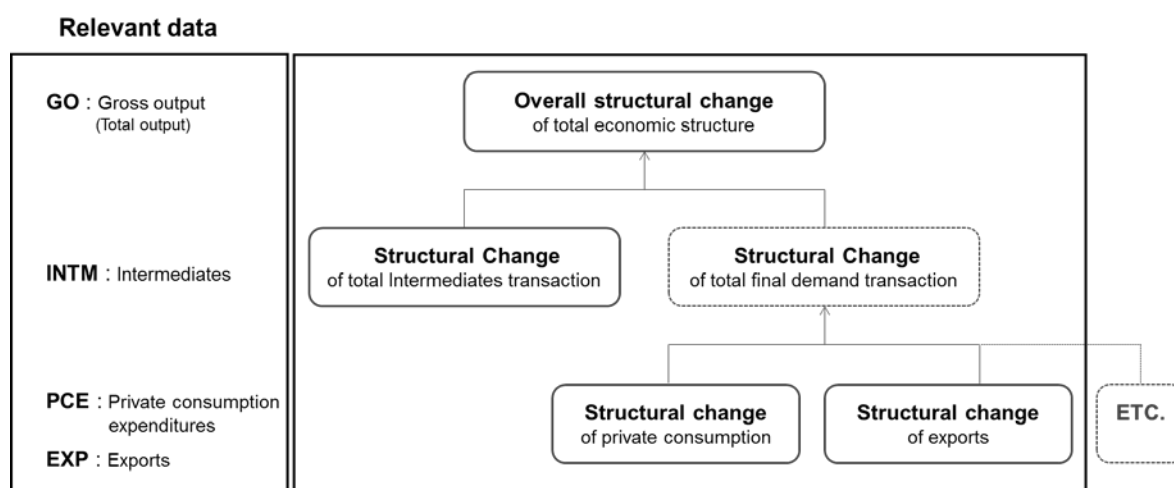 Relevant data
GO : Gross output
(Total output)
Overall structural change
of total economic structure
INTM : Intermediates
Structural Change
of total Intermediates transaction
Structural Change
of total final demand transaction
PCE : Private consumption
expenditures
EXP : Exports
Structural change
of private consumption
Structural change
of exports
ETC.